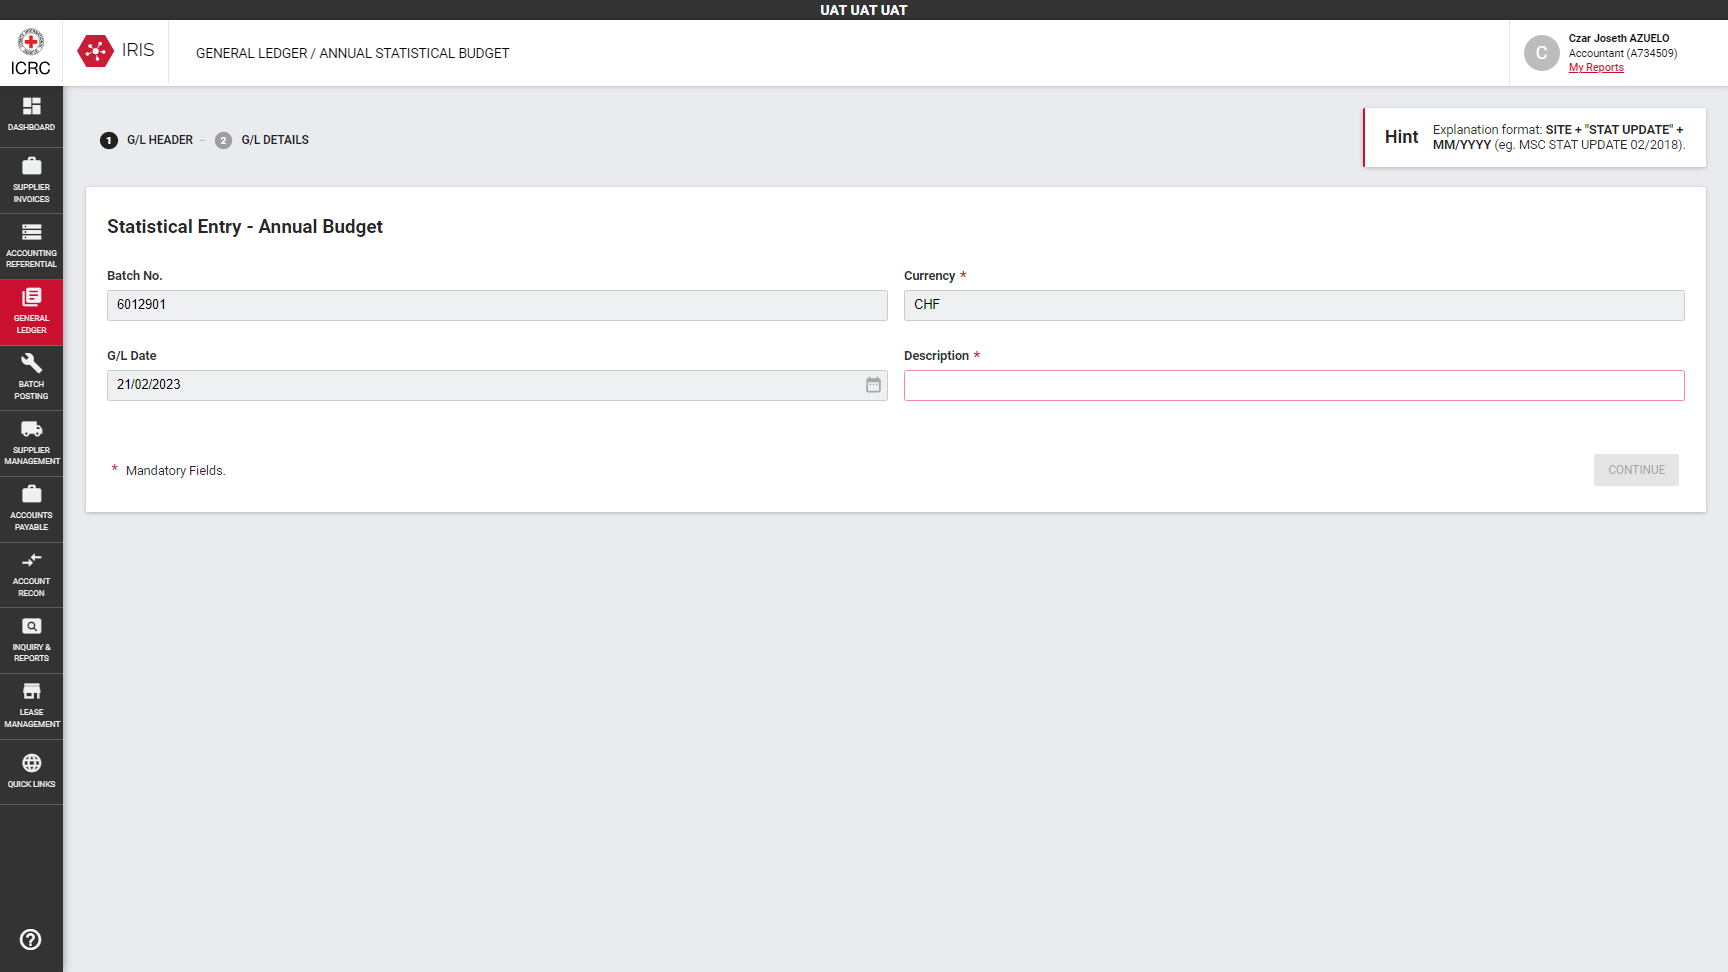 UAT UAT UAT
ICRC
IRIS
GENERAL LEDGER / ANNUAL STATISTICAL BUDGET
C
Czar Joseth AZUELO
Accountant (A734509)
My Reports
DASHBOARD
SUPPLIER
INVOICES
ACCOUNTING
REFERENTIAL
GENERAL
LEDGER
BATCH
POSTING
SUPPLIER
MANAGEMENT
ACCOUNTS
PAYABLE
ACCOUNT
RECON
INQUIRY &
REPORTS
LEASE
MANAGEMENT
QUICK LINKS
1 G/L HEADER – 2 G/L DETAILS
Hint
Explanation format: SITE + "STAT UPDATE" +
MM/YYYY (eg. MSC STAT UPDATE 02/2018).
Statistical Entry - Annual Budget
Batch No.
6012901
Currency *
CHF
G/L Date
21/02/2023
Description *
* Mandatory Fields.
CONTINUE